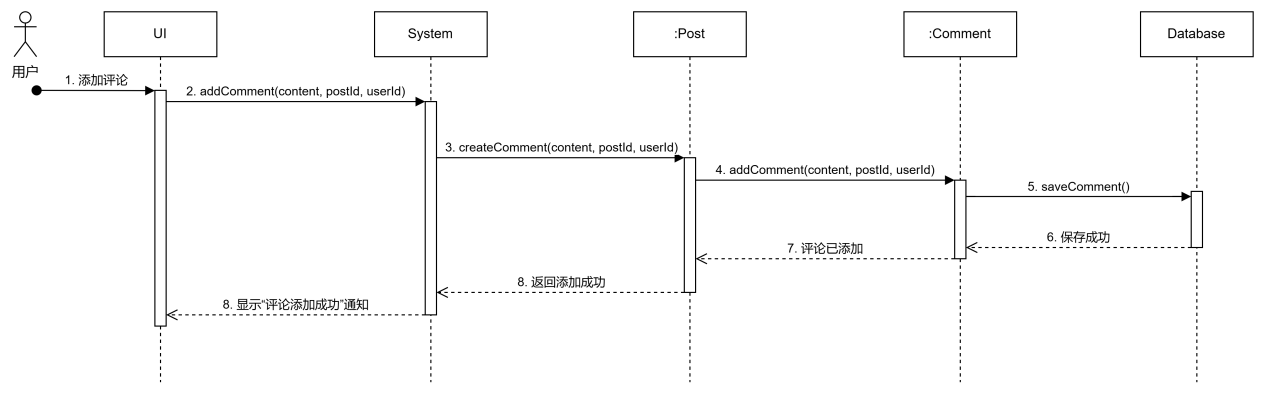 UI
System
:Post
:Comment
Database
用户
1. 添加评论
2. addComment(content, postId, userId)
3. createComment(content, postId, userId)
4. addComment(content, postId, userId)
5. saveComment()
6. 保存成功
7. 评论已添加
8. 返回添加成功
8. 显示“评论添加成功”通知